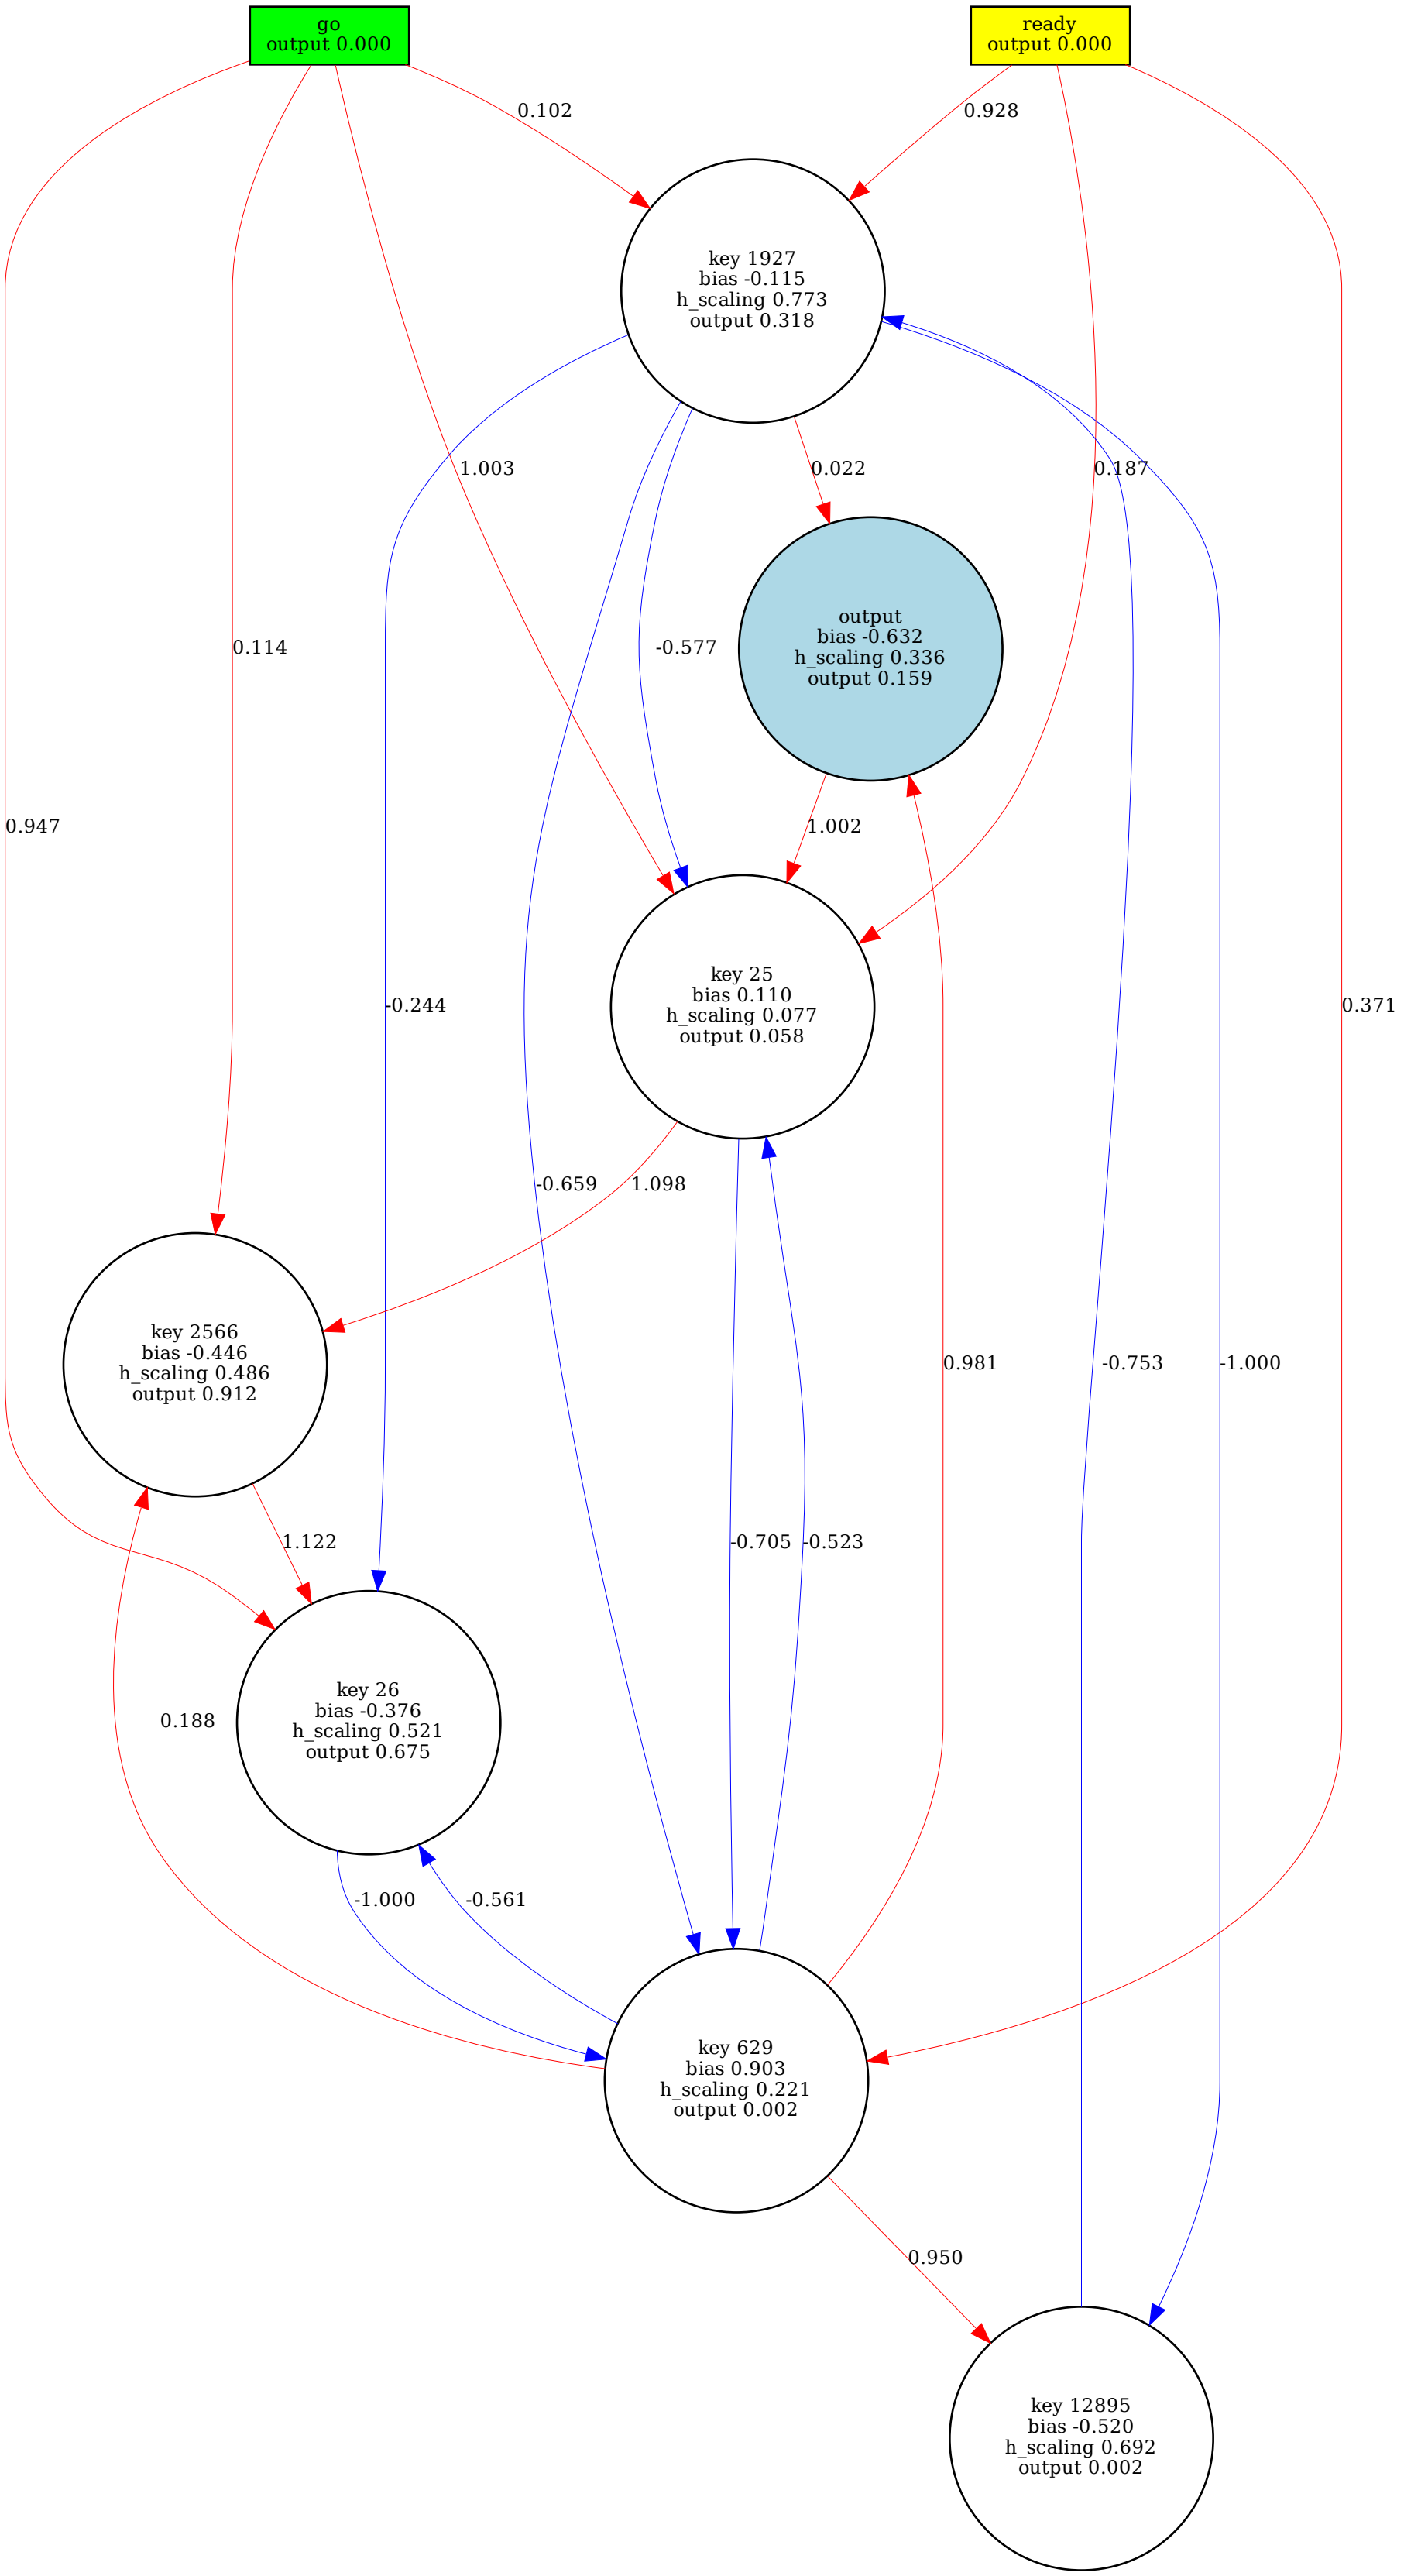 go
output 0.000
ready
output 0.000
0.102
0.928
key 1927
bias -0.115
h_scaling 0.773
output 0.318
1.003
0.022
0.187
0.114
-0.577
output
bias -0.632
h_scaling 0.336
output 0.159
0.947
1.002
-0.244
key 25
bias 0.110
h_scaling 0.077
output 0.058
0.371
-0.659
1.098
key 2566
bias -0.446
h_scaling 0.486
output 0.912
0.981
-0.753
-1.000
1.122
-0.705
-0.523
0.188
key 26
bias -0.376
h_scaling 0.521
output 0.675
-1.000
-0.561
key 629
bias 0.903
h_scaling 0.221
output 0.002
0.950
key 12895
bias -0.520
h_scaling 0.692
output 0.002